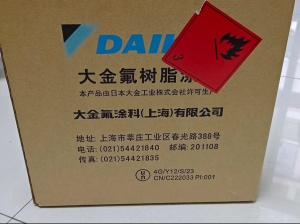 DAI
3
大金氟树脂涂
本产品由日本大金工业株式会社许可生产
大金氟涂料(上海)有限公司
地址:上海市莘庄工业区春光路388号
电话:(021)54421840 邮编:201108
传真:(021)54421835
un
4G/Y12/S/23
CN/C222033 PI:001